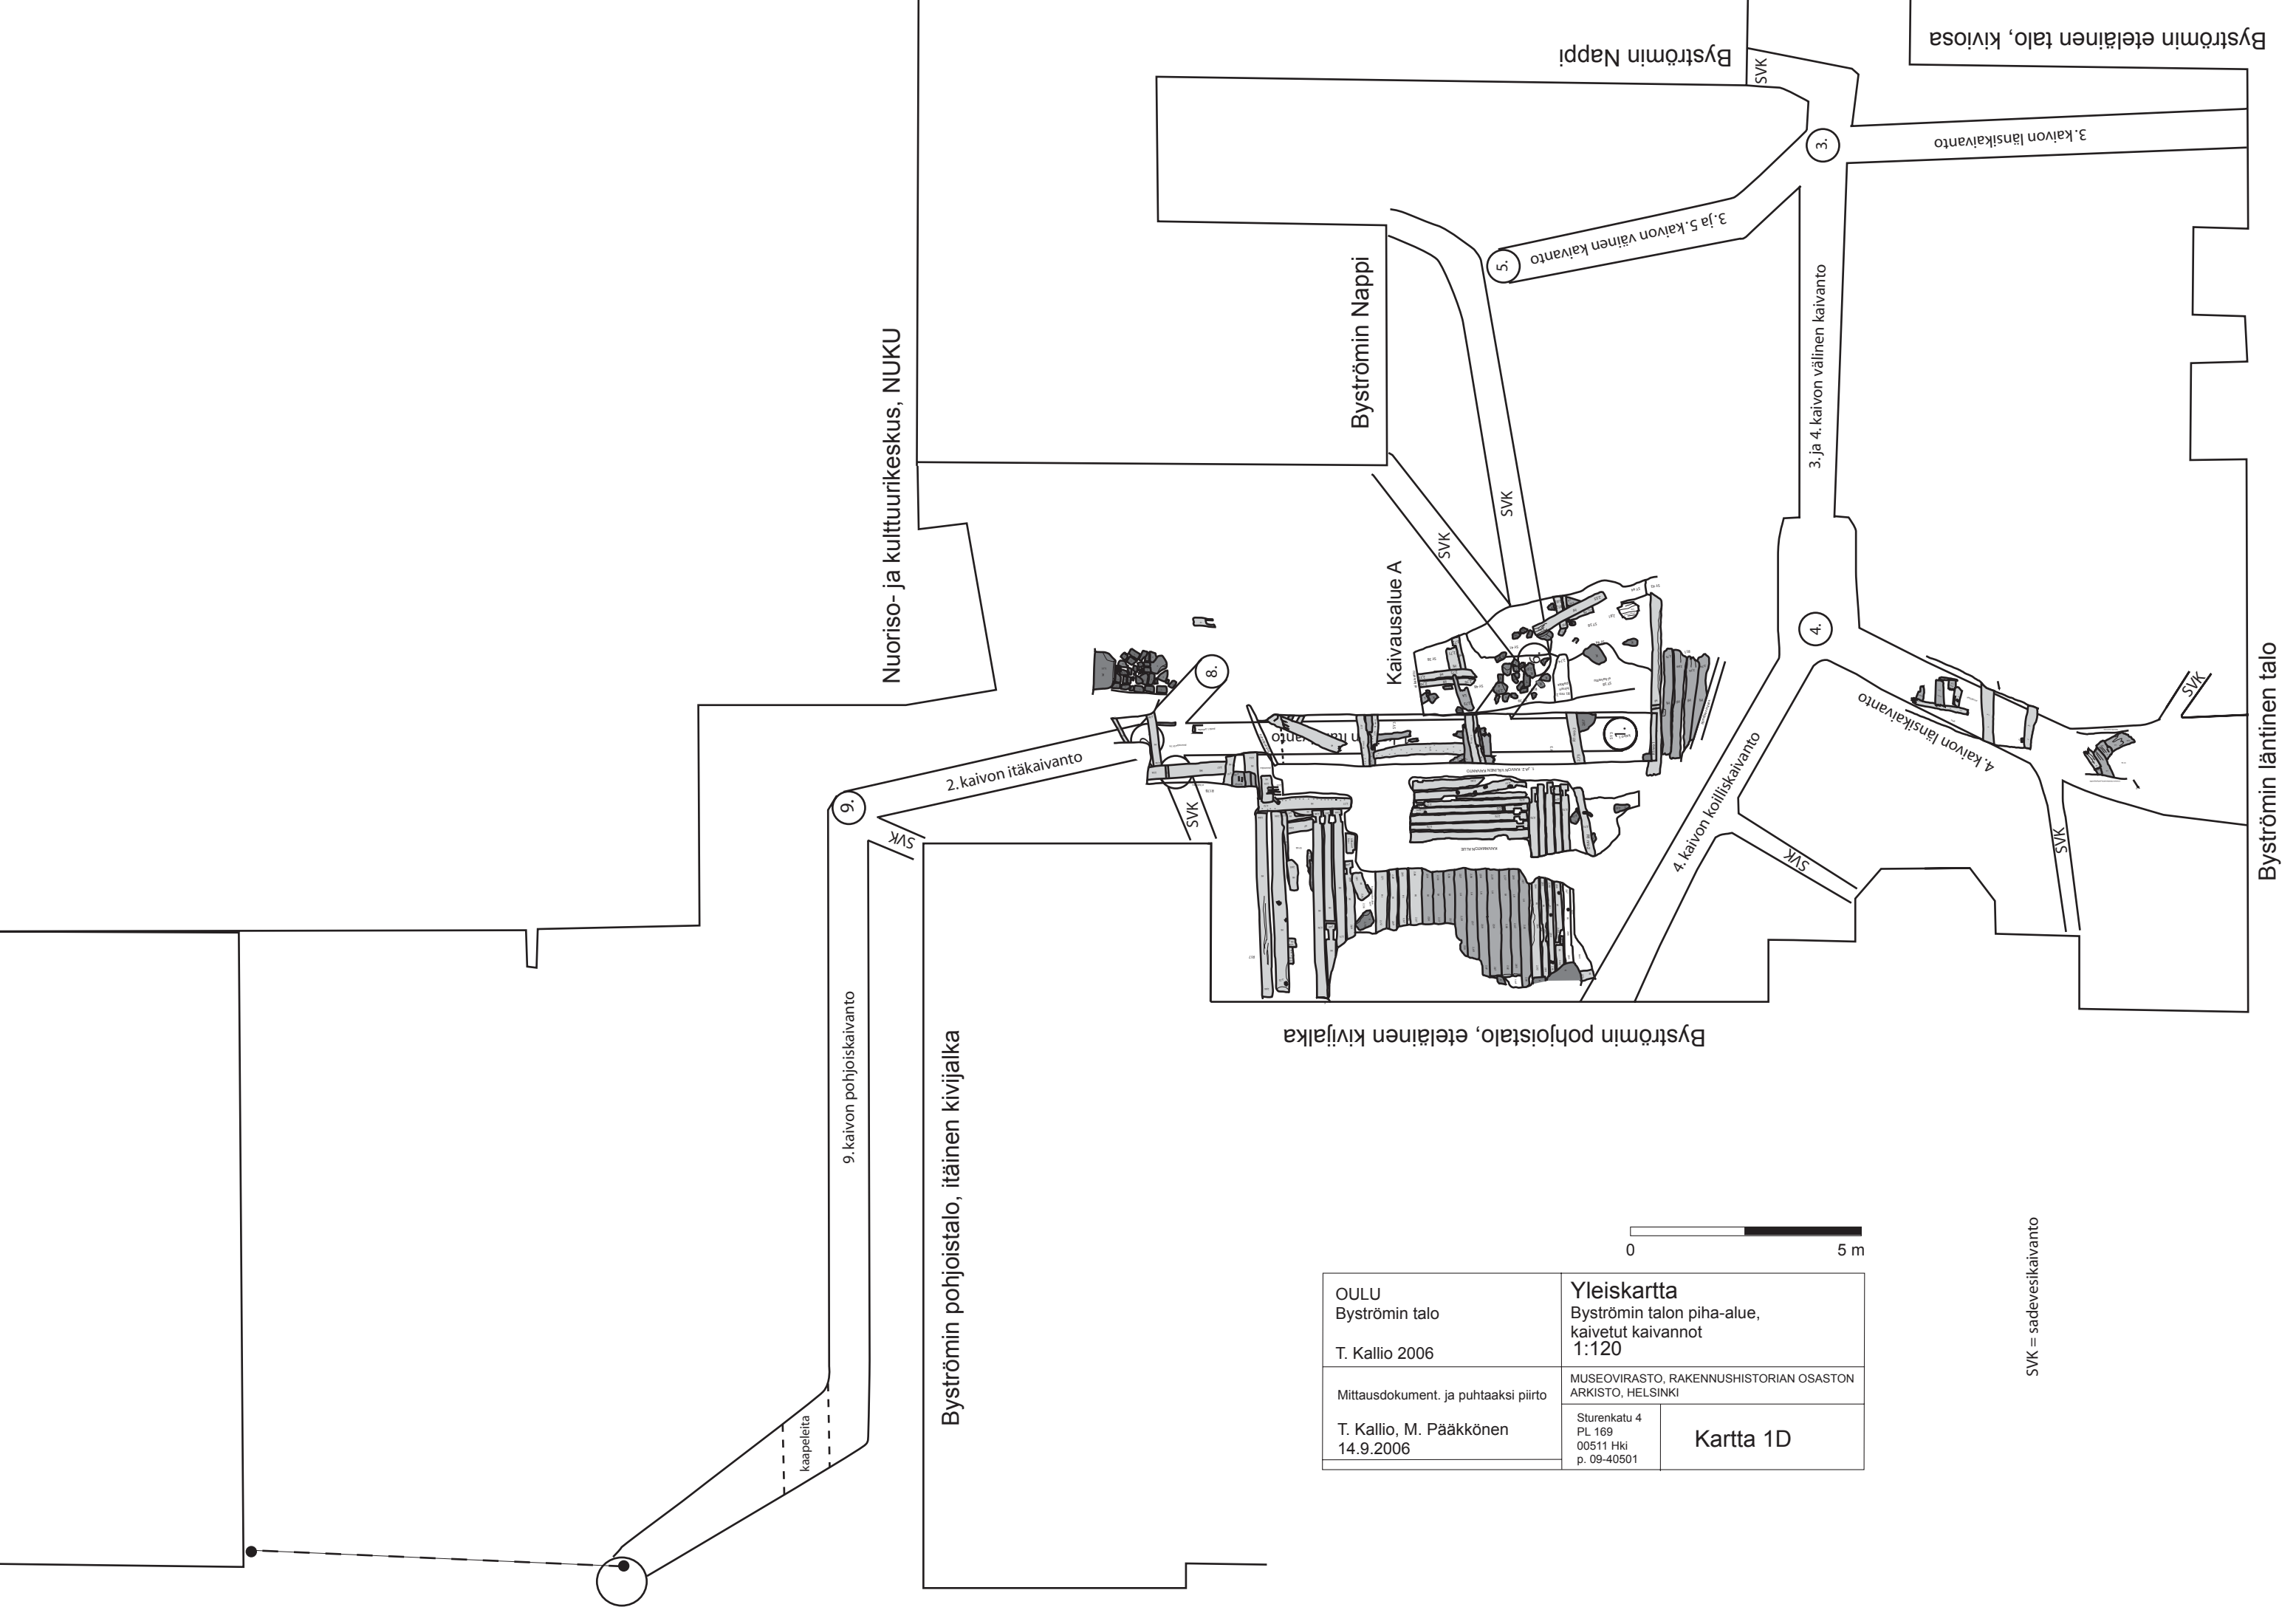 Byströmin eteläinen talo, kiviosa
Byströmin Nappi
SVK
3.
3. kaivon länsikaivanto
3. ja 5. kaivon väinen kaivanto
5.
Byströmin Nappi
3. ja 4. kaivon välinen kaivanto
Nuoriso- ja kulttuurikeskus, NUKU
SVK
SVK
Kaivausalue A
4.
8.
6.
1.
Byströmin läntinen talo
SVK
4. kaivon länsikaivanto
2. kaivon itäkaivanto
9.
SVK
SVK
4. kaivon koilliskaivanto
SVK
SVK
9. kaivon pohjoiskaivanto
Byströmin pohjoistalo, eteläinen kivijalka
Byströmin pohjoistalo, itäinen kivijalka
kaapeleita
0 5 m
SVK = sadevesikaivanto
OULU
Byströmin talo
T. Kallio 2006
Yleiskartta
Byströmin talon piha-alue,
kaivetut kaivannot
1:120
Mittausdokument. ja puhtaaksi piirto
T. Kallio, M. Pääkkönen
14.9.2006
MUSEOVIRASTO, RAKENNUSHISTORIAN OSASTON
ARKISTO, HELSINKI
Sturenkatu 4
PL 169
00511 Hki
p. 09-40501
Kartta 1D